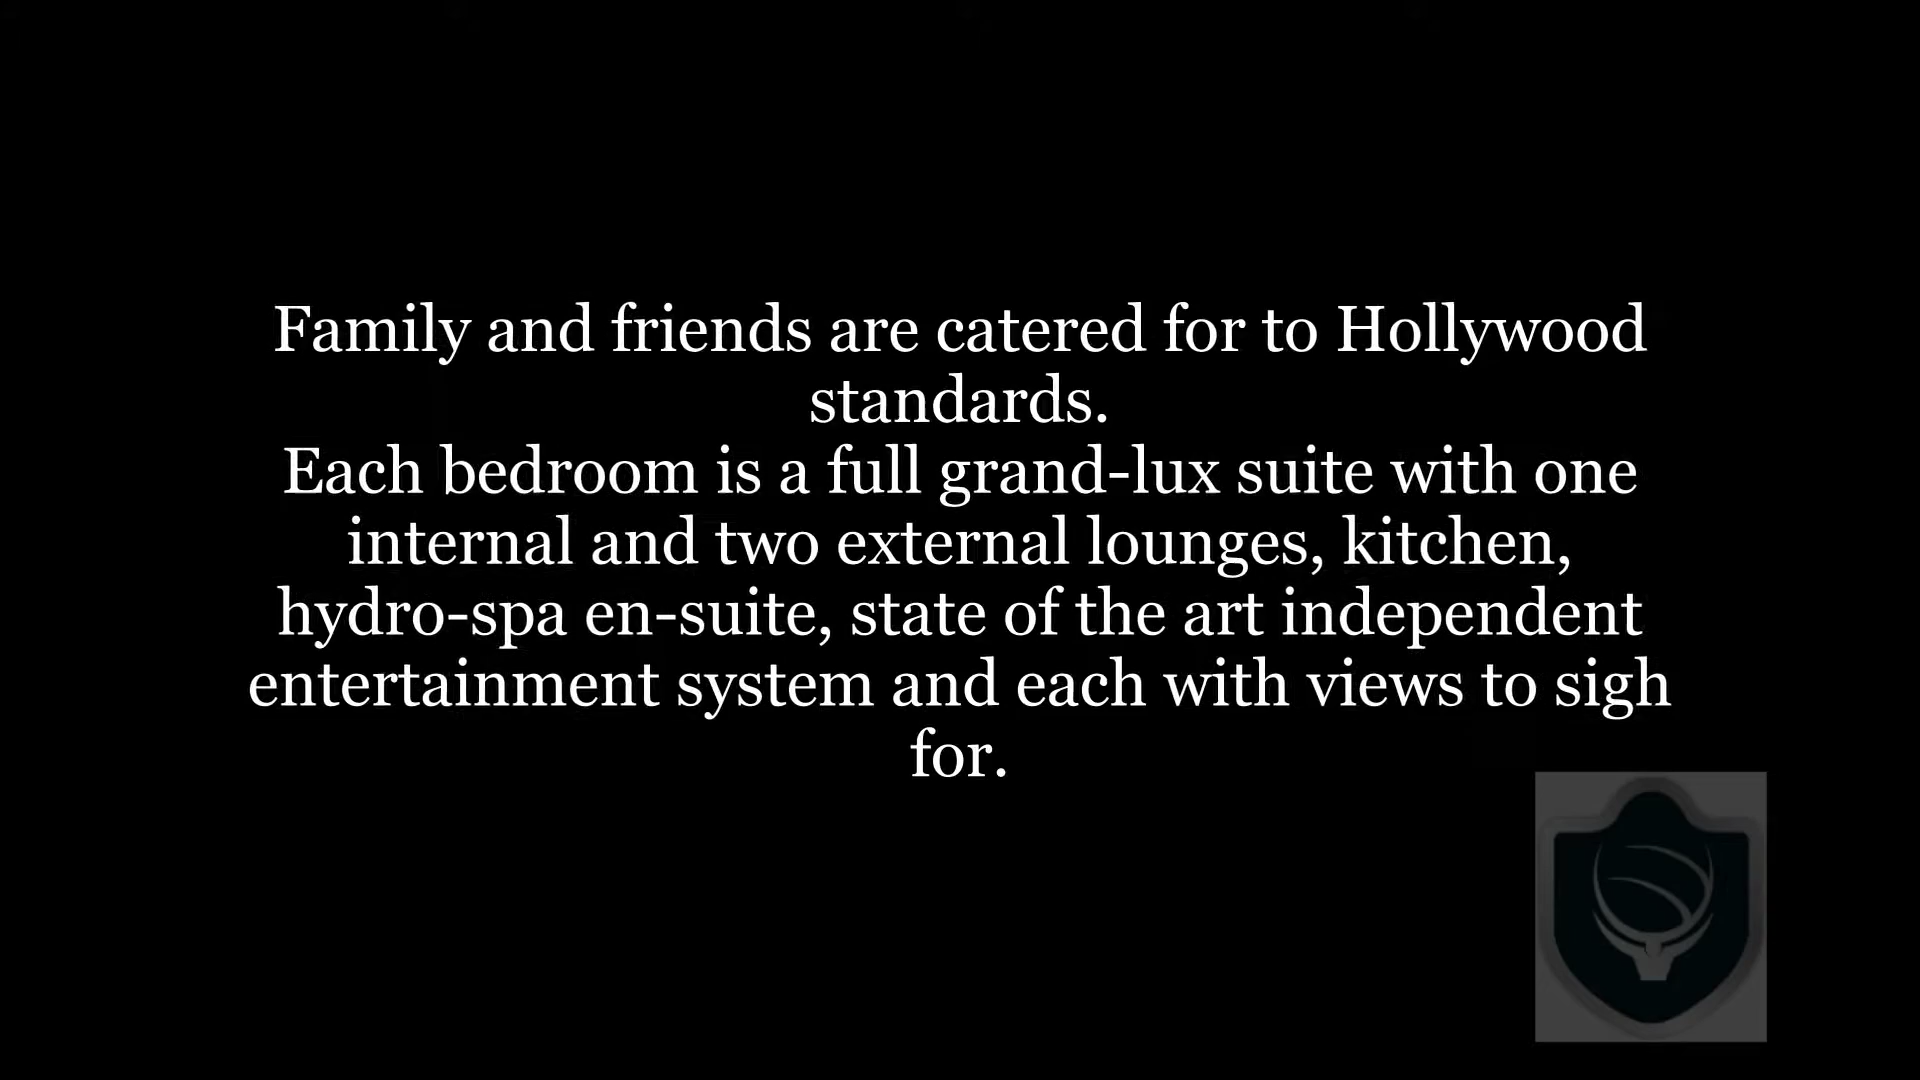 Family and friends are catered for to Hollywood
standards.
Each bedroom is a full grand-lux suite with one
internal and two external lounges, kitchen,
hydro-spa en-suite, state of the art independent
entertainment system and each with views to sigh
for.